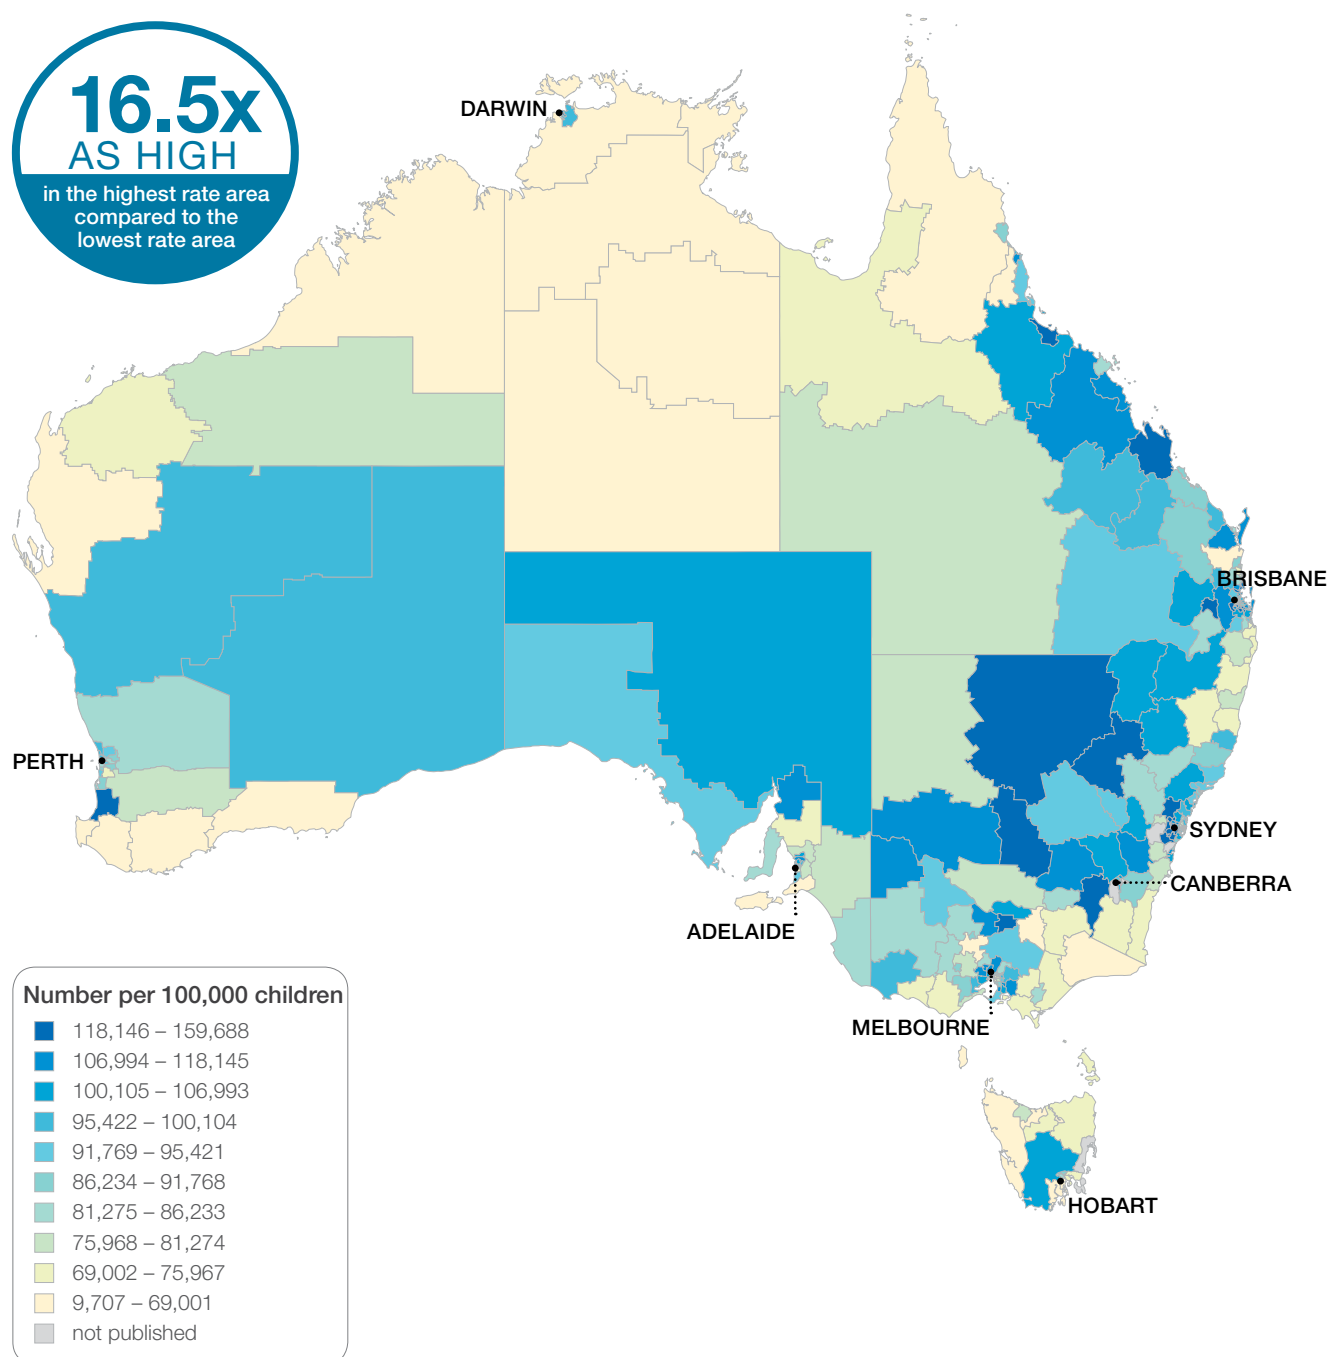 16.5x
AS HIGH
in the highest rate area
compared to the
lowest rate area
DARWIN
BRISBANE
PERTH
SYDNEY
CANBERRA
ADELAIDE
MELBOURNE
HOBART
Number per 100,000 children
118,146 – 159,688
106,994 – 118,145
100,105 – 106,993
95,422 – 100,104
91,769 – 95,421
86,234 – 91,768
81,275 – 86,233
75,968 – 81,274
69,002 – 75,967
9,707 – 69,001
not published